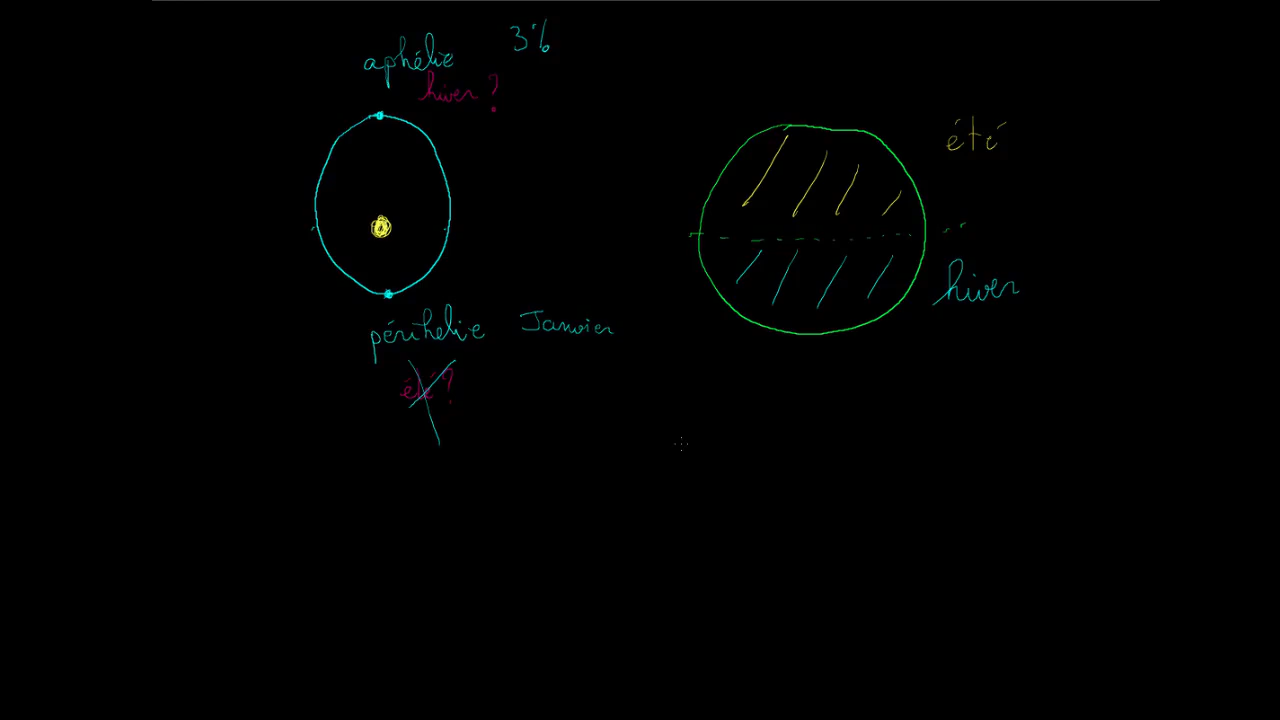 3%
aphélie
hiver ?
été
hiver
périhélie Janvier
été ?